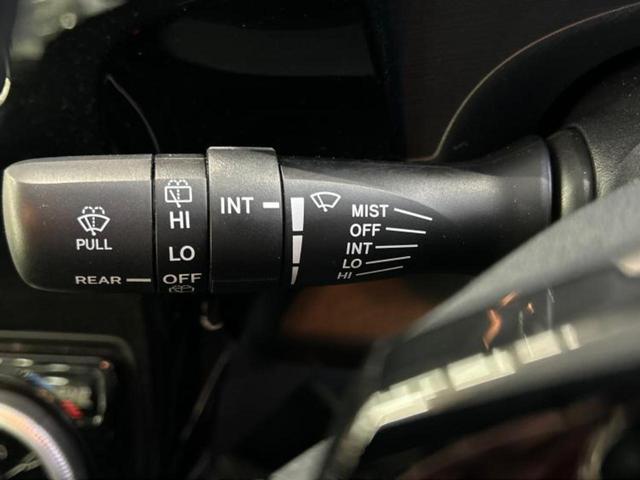 PULL
REAR
HI
LO
OFF
INT
MIST
OFF
INT
LO
HI